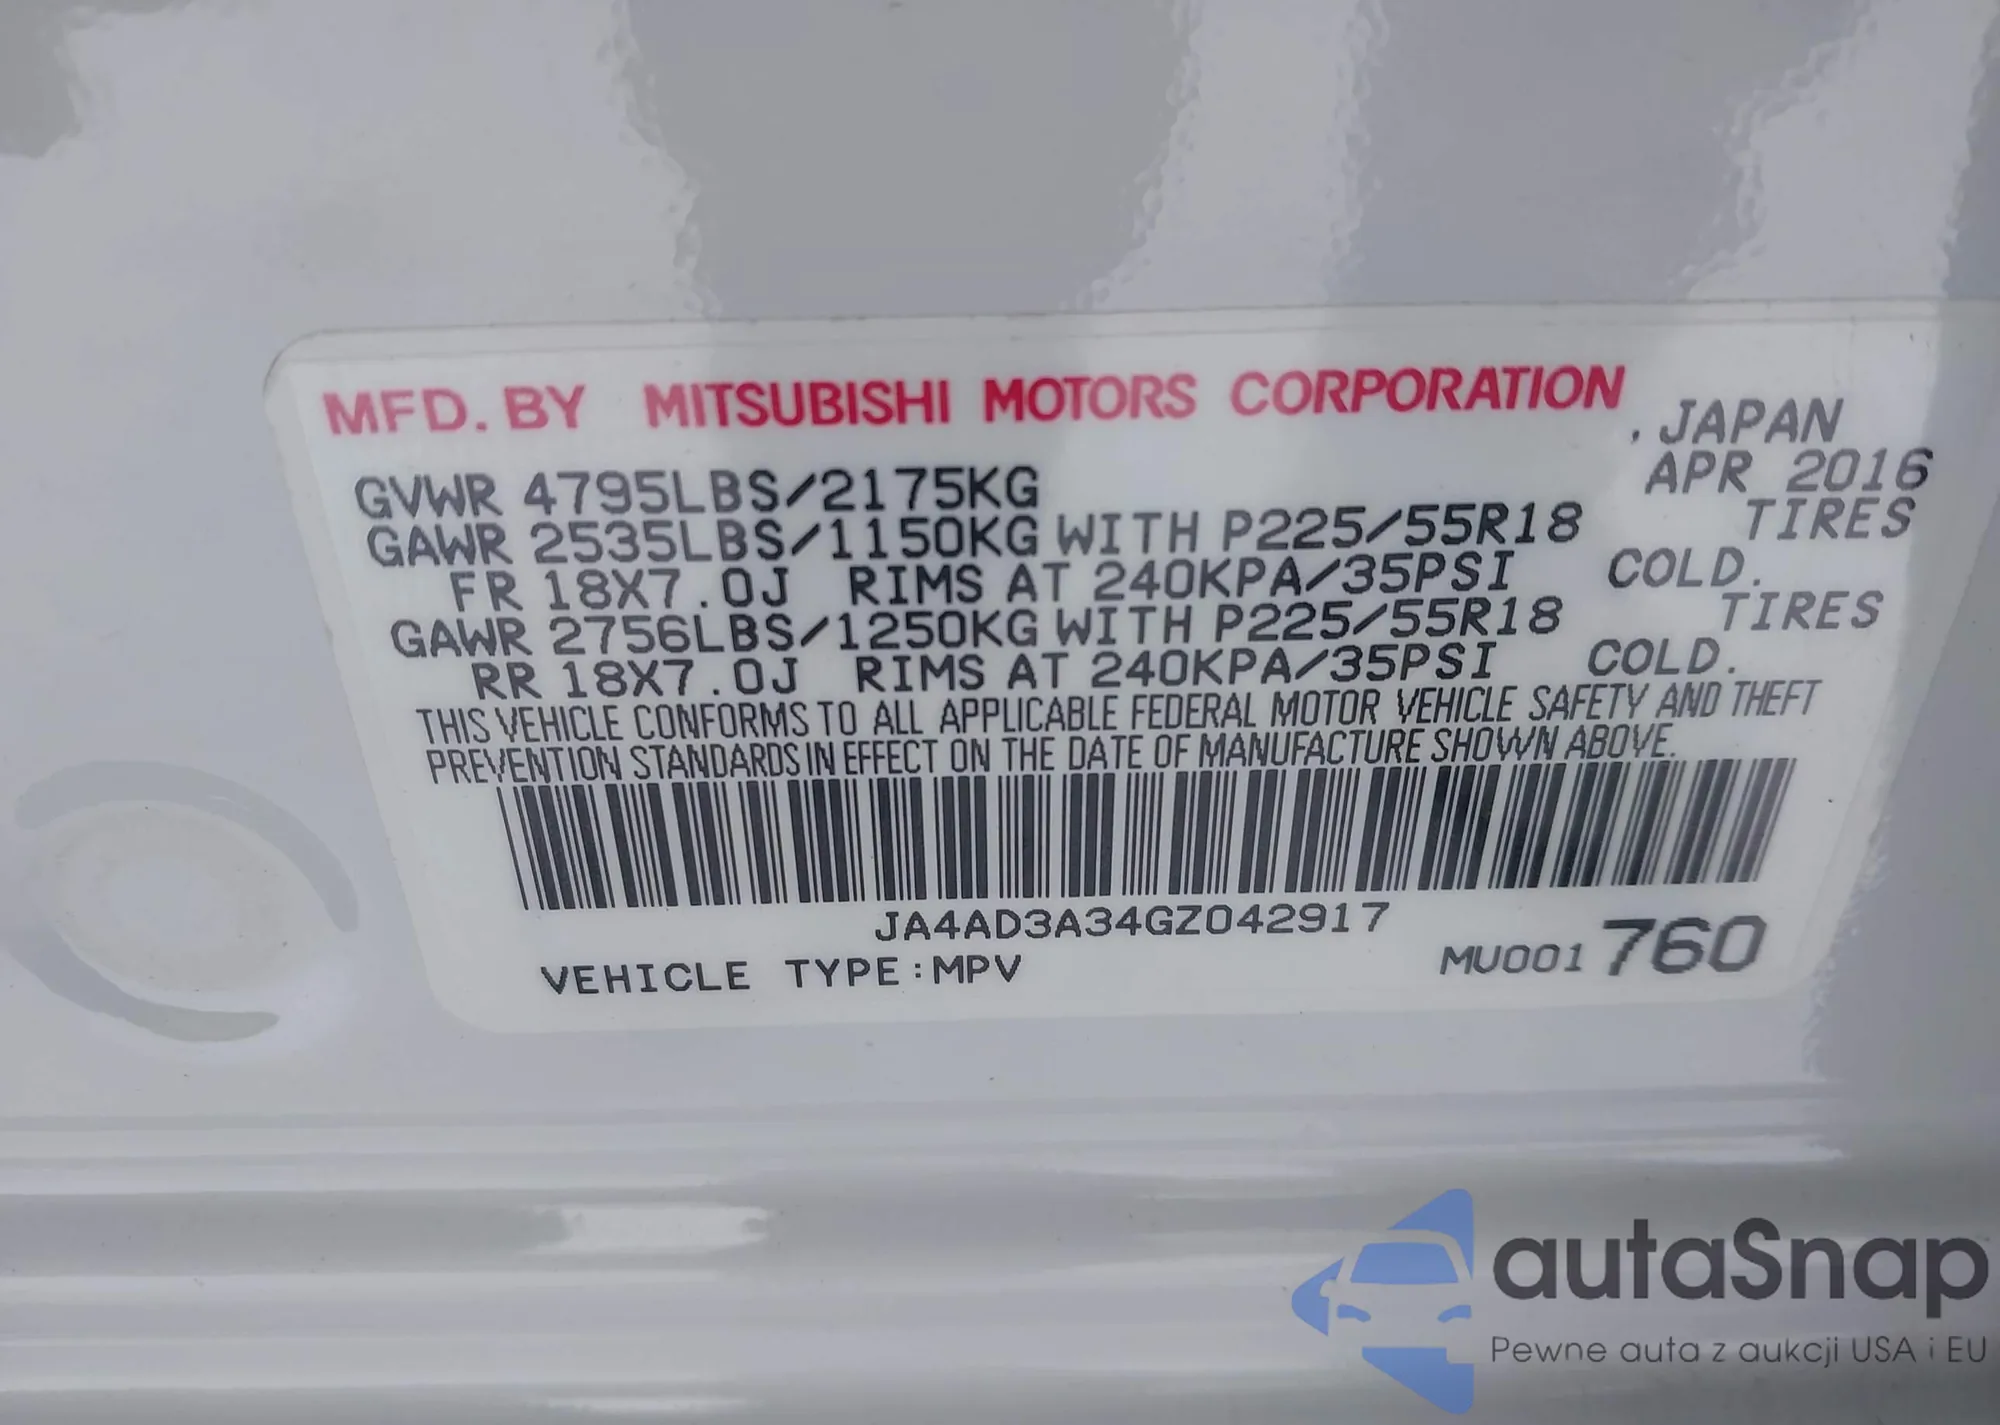 MFD. BY MITSUBISHI MOTORS CORPORATION
, JAPAN
APR 2016
GVWR 4795LBS/2175KG
GAWR 2535LBS/1150KG WITH P225/55R18 TIRES
FR 18X7.0J RIMS AT 240KPA/35PSI COLD.
GAWR 2756LBS/1250KG WITH P225/55R18 TIRES
RR 18X7.0J RIMS AT 240KPA/35PSI COLD.
THIS VEHICLE CONFORMS TO ALL APPLICABLE FEDERAL MOTOR VEHICLE SAFETY AND THEFT
PREVENTION STANDARDS IN EFFECT ON THE DATE OF MANUFACTURE SHOWN ABOVE.
JA4AD3A34GZ042917
VEHICLE TYPE:MPV
MU001 760
autaSnap
Pewne auta z aukcji USA i EU